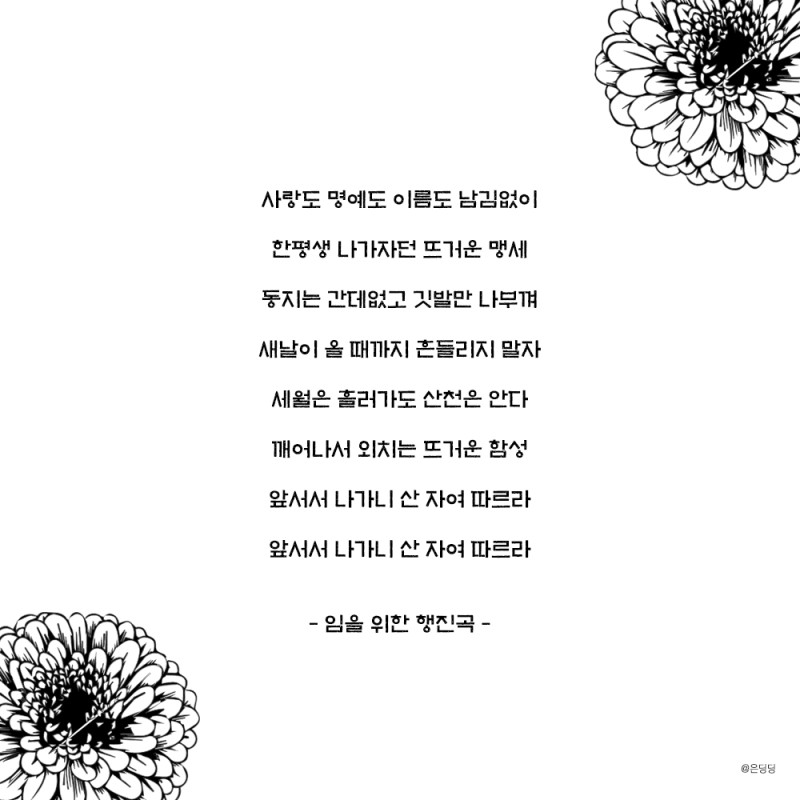 사랑도 명예도 이름도 남김없이
한평생 나가자던 뜨거운 맹세
동지는 간데없고 깃발만 나부껴
새날이 올 때까지 흔들리지 말자
세월은 흘러가도 산천은 안다
깨어나서 외치는 뜨거운 함성
앞서서 나가니 산 자여 따르라
앞서서 나가니 산 자여 따르라
- 임을 위한 행진곡 -
@은딩딩